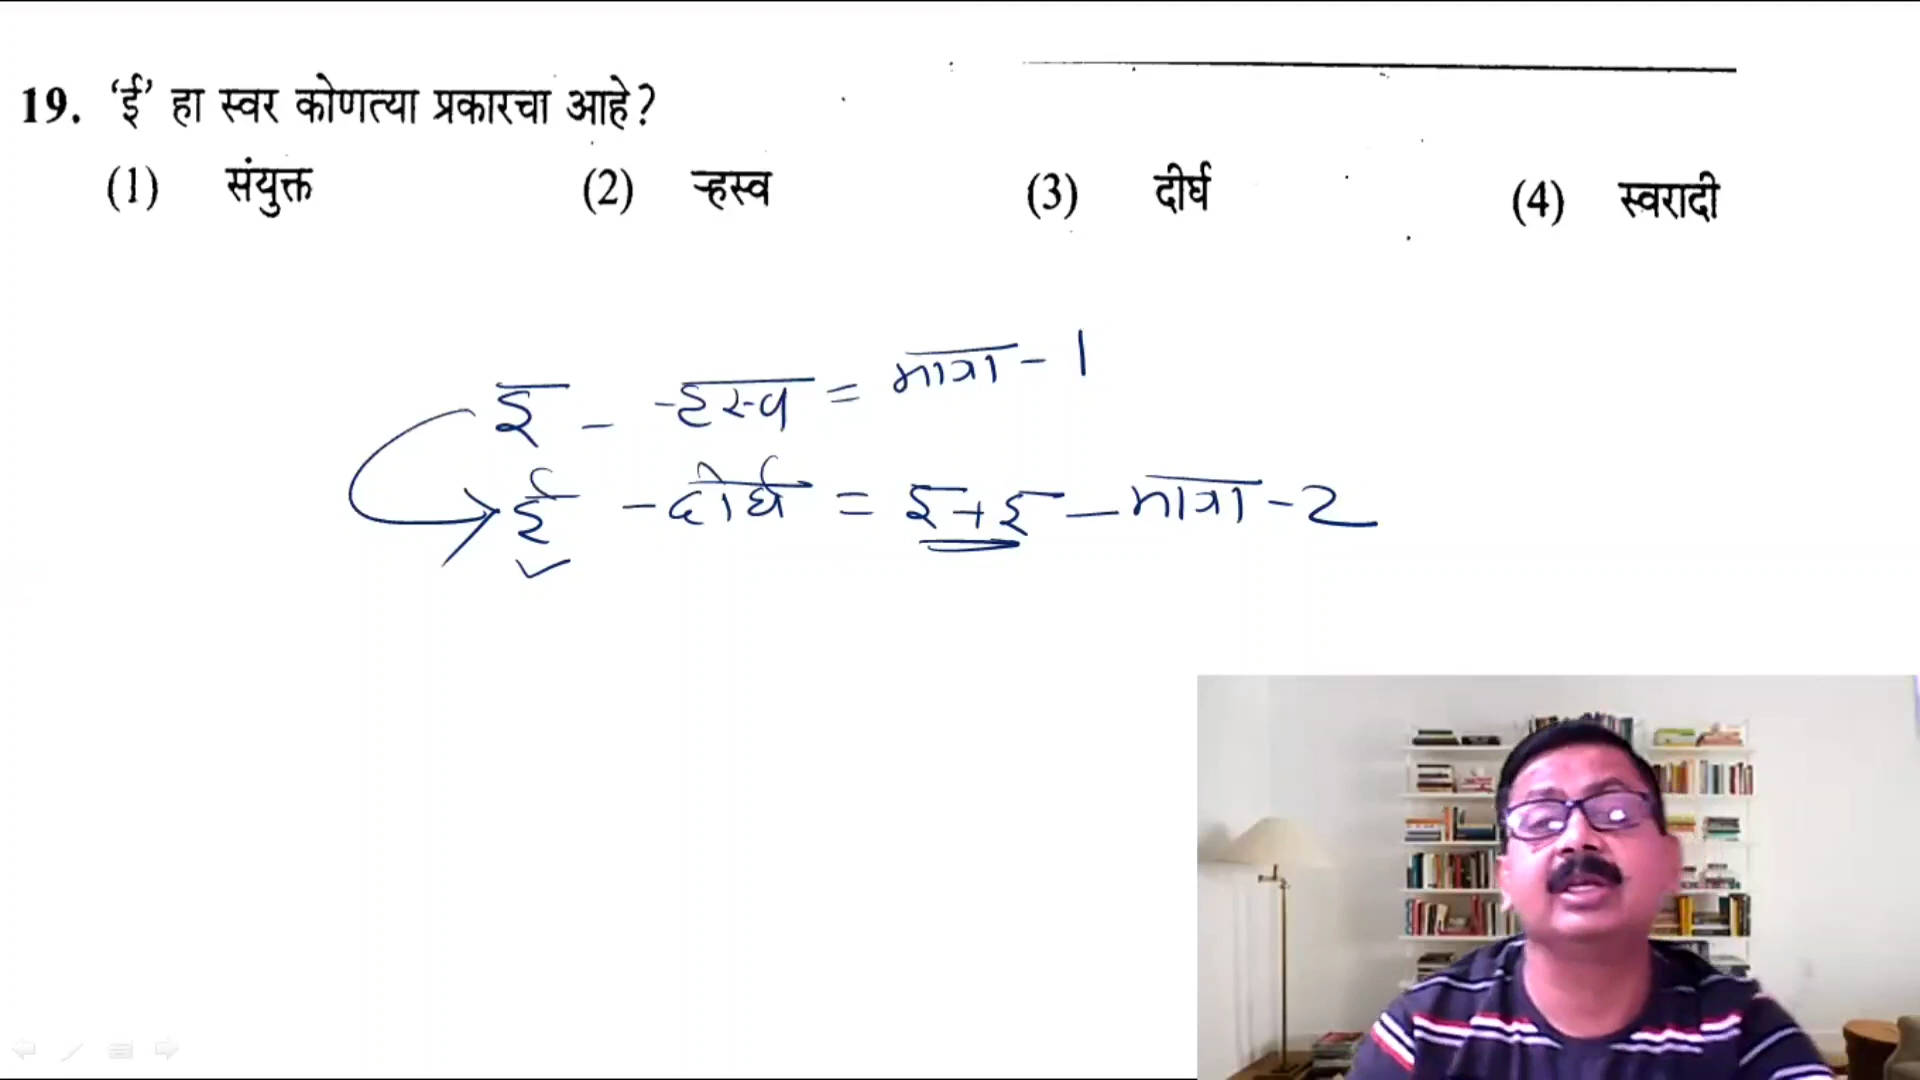 19. ‘ई’ हा स्वर कोणत्या प्रकारचा आहे?
(1) संयुक्त (2) ऱ्हस्व (3) दीर्घ (4) स्वरादी
इ - ऱ्हस्व = मात्रा - 1
ई - दीर्घ = इ+इ - मात्रा - 2